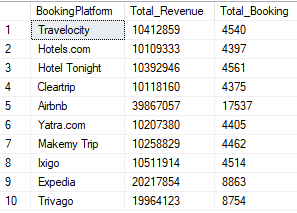 BookingPlatform Total_Revenue Total_Booking
1 Travelocity 10412859 4540
2 Hotels.com 10109333 4397
3 Hotel Tonight 10392946 4561
4 Cleartrip 10118160 4375
5 Airbnb 39867057 17537
6 Yatra.com 10207380 4405
7 Makemy Trip 10258829 4462
8 Ixigo 10511914 4514
9 Expedia 20217854 8863
10 Trivago 19964123 8754